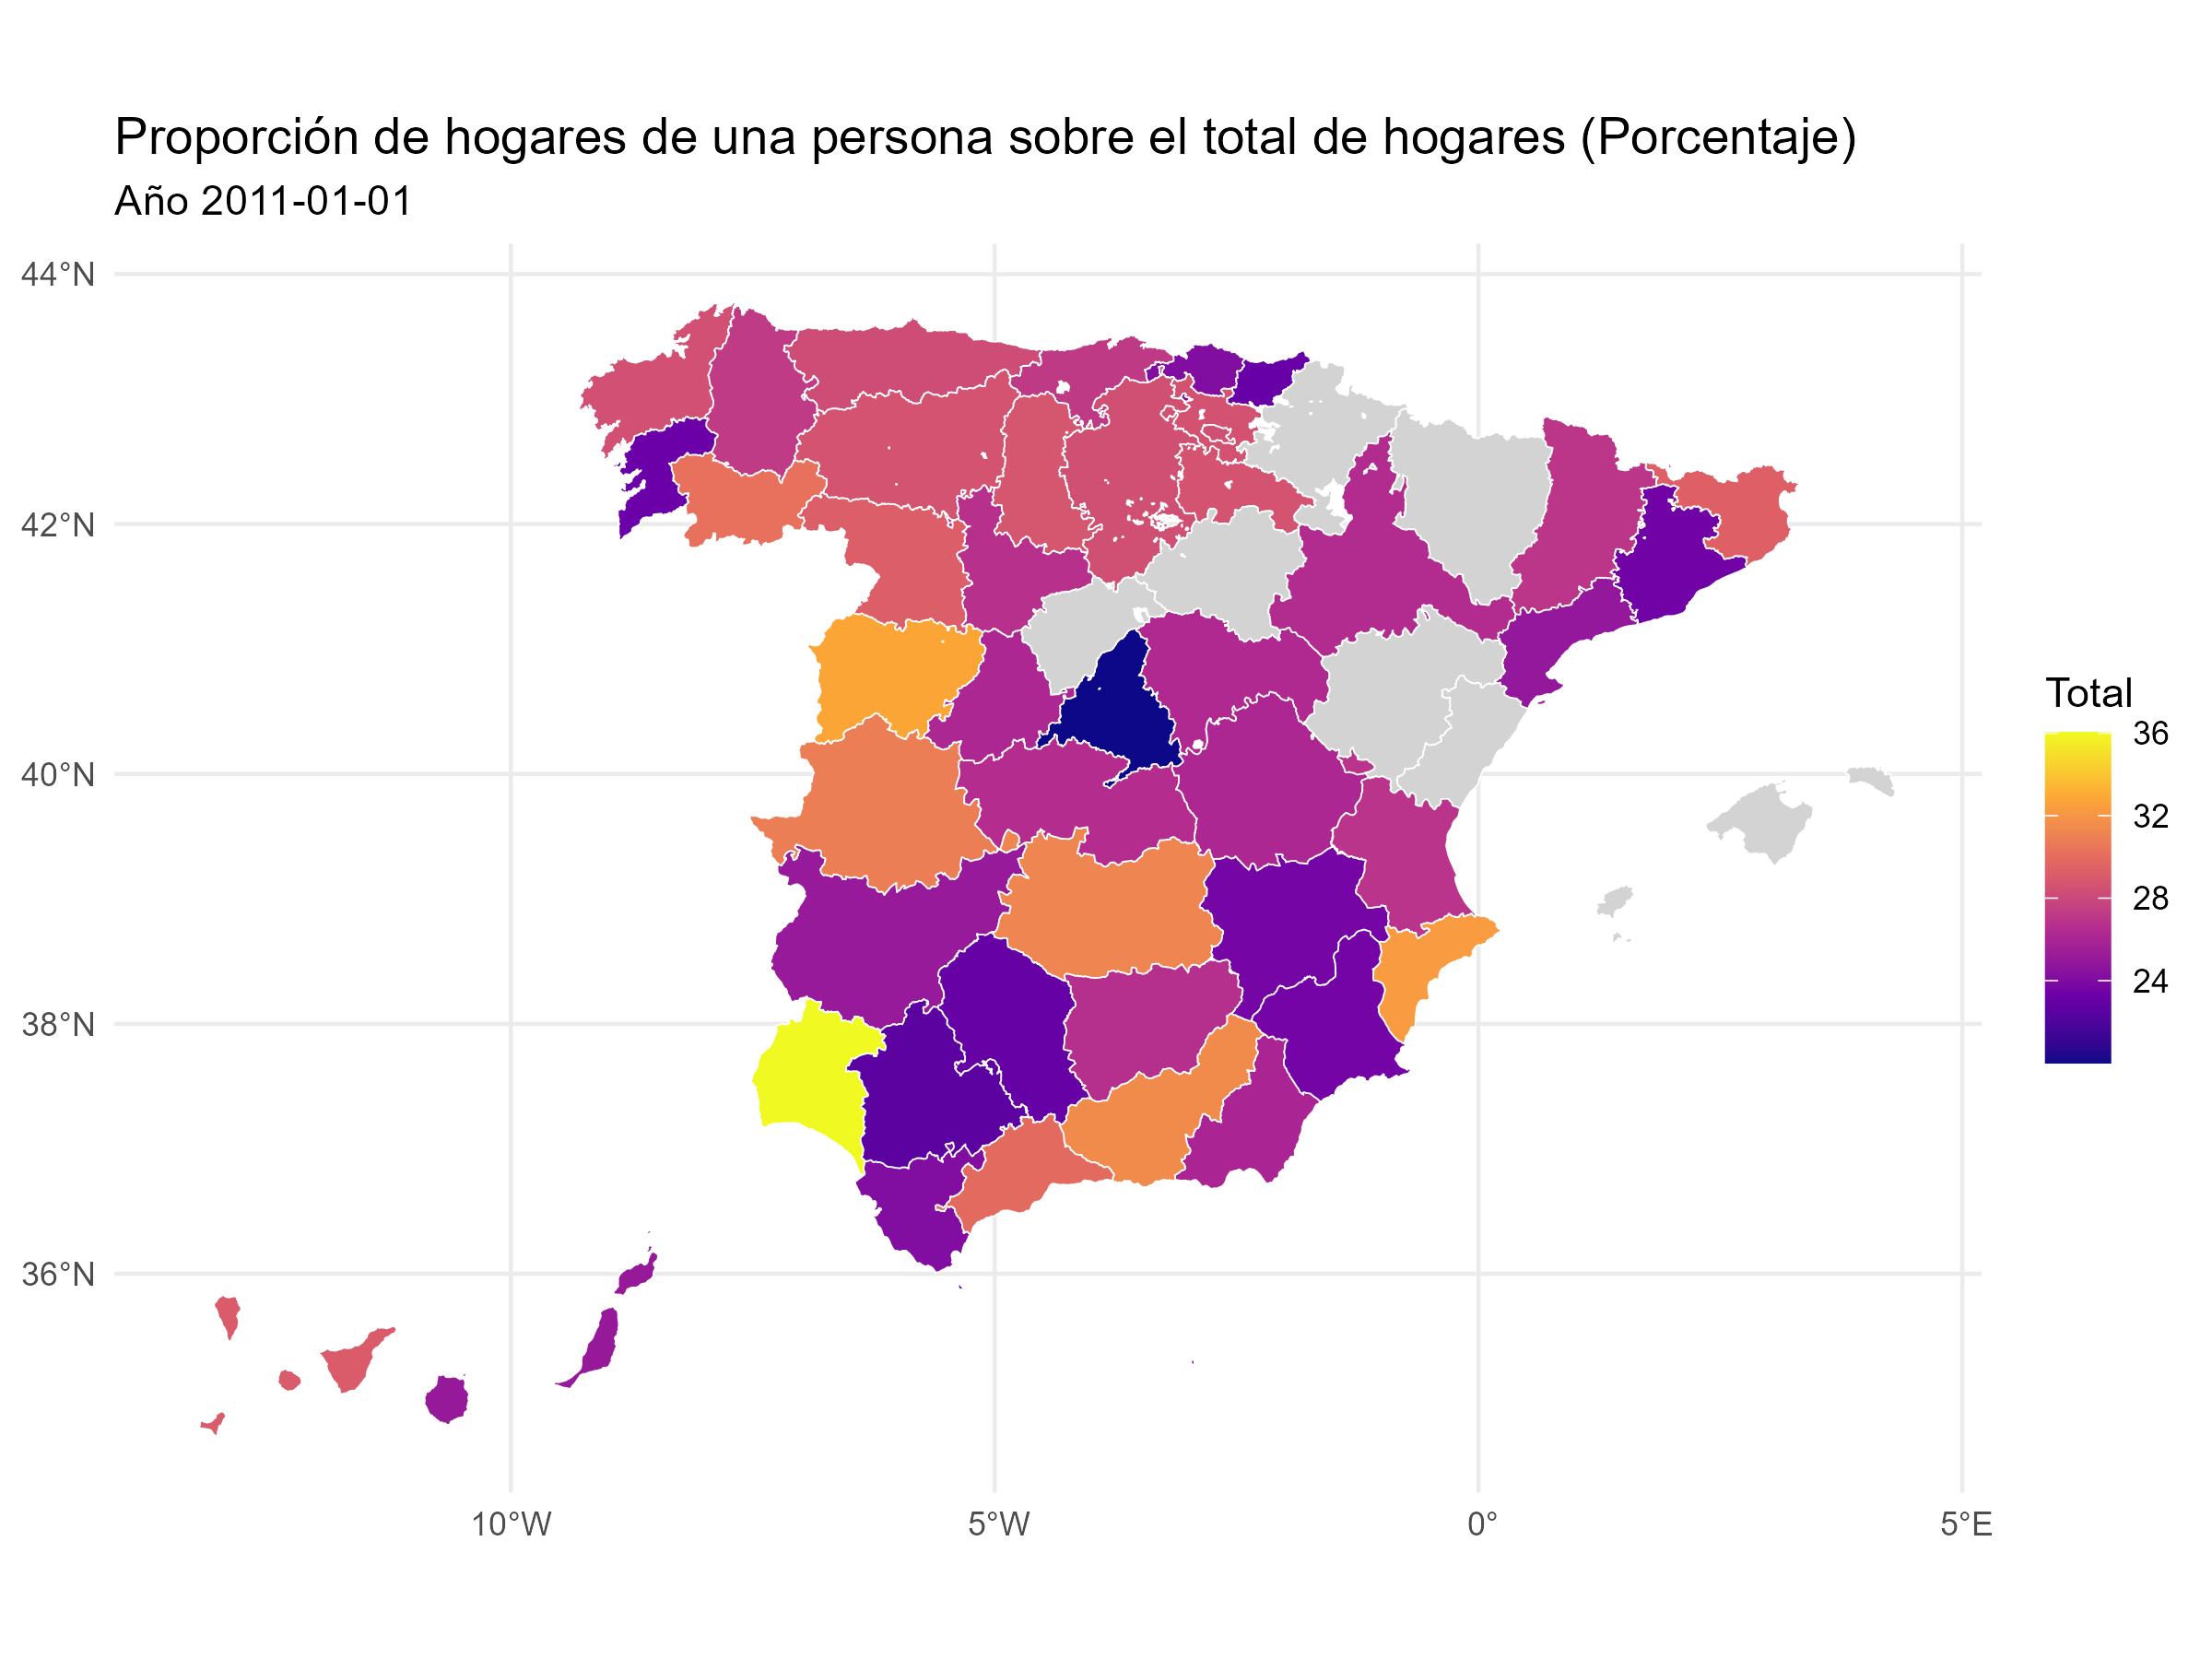 Proporción de hogares de una persona sobre el total de hogares (Porcentaje)
Año 2011-01-01
44°N
42°N
40°N
38°N
36°N
10°W
5°W
0°
5°E
Total
36
32
28
24